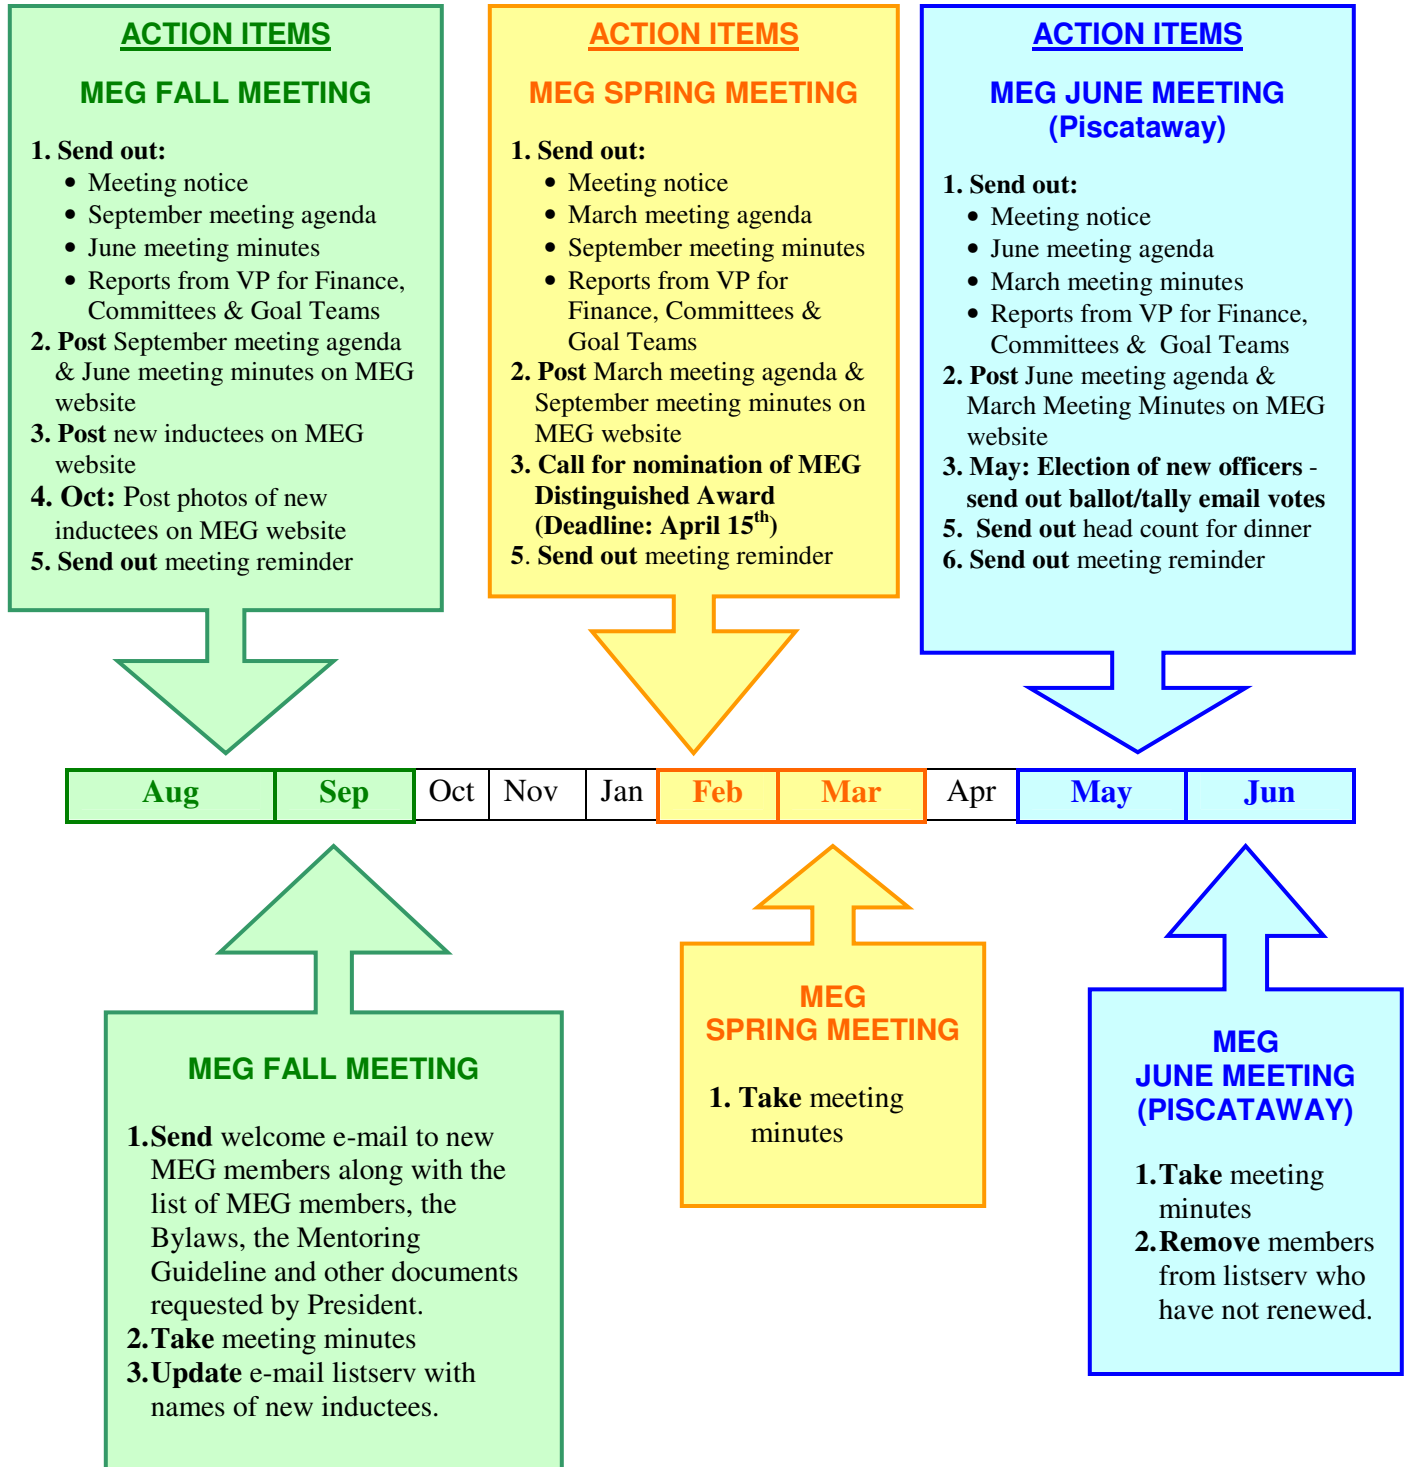 ACTION ITEMS
MEG FALL MEETING
1. Send out:
• Meeting notice
• September meeting agenda
• June meeting minutes
• Reports from VP for Finance,
Committees & Goal Teams
2. Post September meeting agenda
& June meeting minutes on MEG
website
3. Post new inductees on MEG
website
4. Oct: Post photos of new
inductees on MEG website
5. Send out meeting reminder
ACTION ITEMS
MEG SPRING MEETING
1. Send out:
• Meeting notice
• March meeting agenda
• September meeting minutes
• Reports from VP for
Finance, Committees &
Goal Teams
2. Post March meeting agenda &
September meeting minutes on
MEG website
3. Call for nomination of MEG
Distinguished Award
(Deadline: April 15th)
5. Send out meeting reminder
ACTION ITEMS
MEG JUNE MEETING
(Piscataway)
1. Send out:
• Meeting notice
• June meeting agenda
• March meeting minutes
• Reports from VP for Finance,
Committees & Goal Teams
2. Post June meeting agenda &
March Meeting Minutes on MEG
website
3. May: Election of new officers -
send out ballot/tally email votes
5. Send out head count for dinner
6. Send out meeting reminder
Aug Sep Oct Nov Jan Feb Mar Apr May Jun
MEG FALL MEETING
1.Send welcome e-mail to new
MEG members along with the
list of MEG members, the
Bylaws, the Mentoring
Guideline and other documents
requested by President.
2.Take meeting minutes
3.Update e-mail listserv with
names of new inductees.
MEG
SPRING MEETING
1. Take meeting
minutes
MEG
JUNE MEETING
(PISCATAWAY)
1.Take meeting
minutes
2.Remove members
from listserv who
have not renewed.